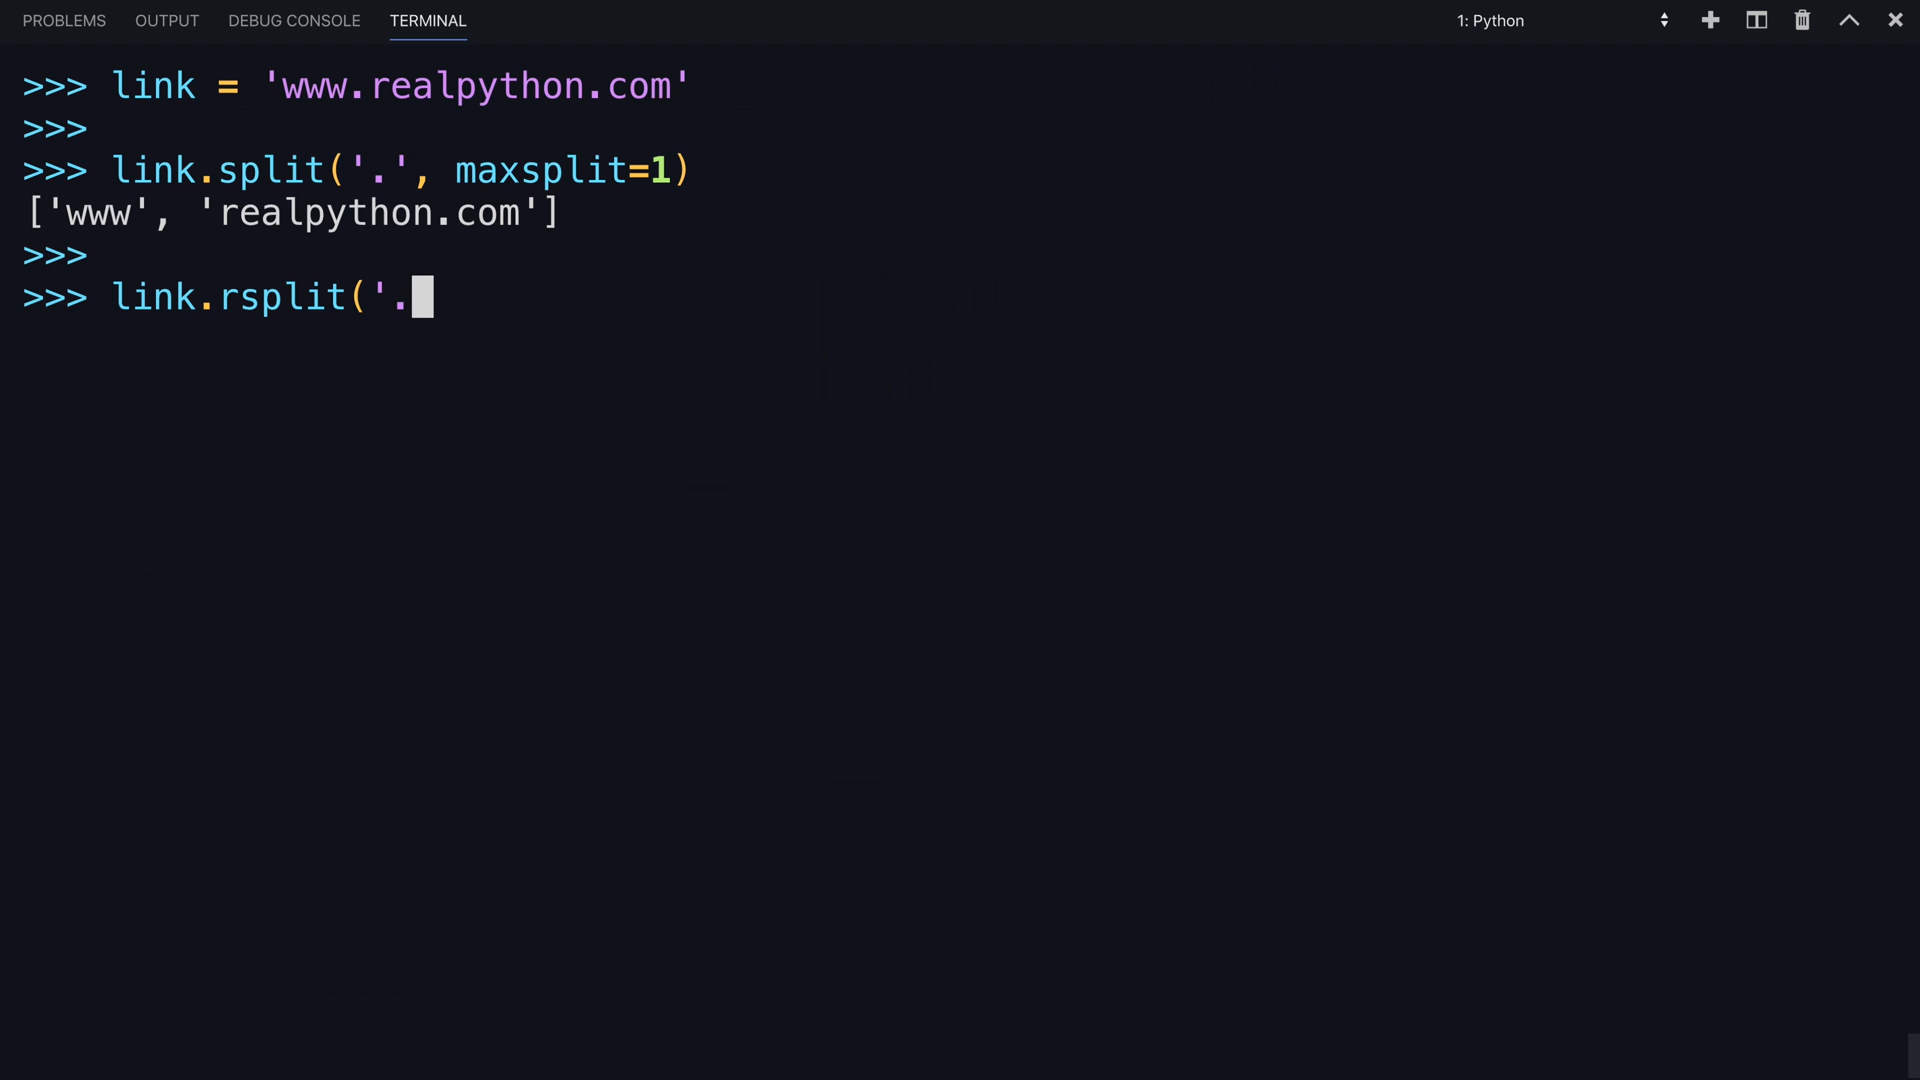 PROBLEMS OUTPUT DEBUG CONSOLE TERMINAL 1: Python
>>> link = 'www.realpython.com'
>>>
>>> link.split('.', maxsplit=1)
['www', 'realpython.com']
>>>
>>> link.rsplit('.